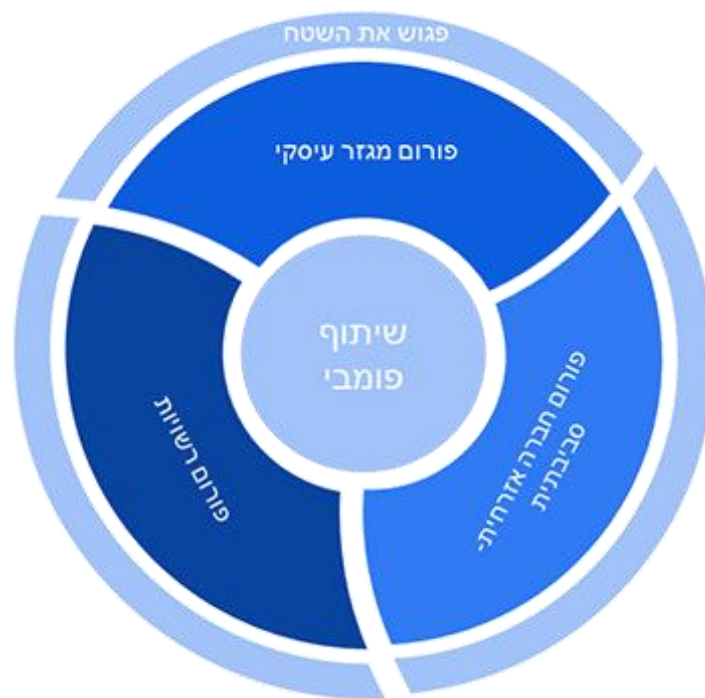 פגוש את השטח
פורום מגזר עיסקי
שיתוף
פומבי
פורום חברה אזרחית-
סביבתית
פורום רשויות